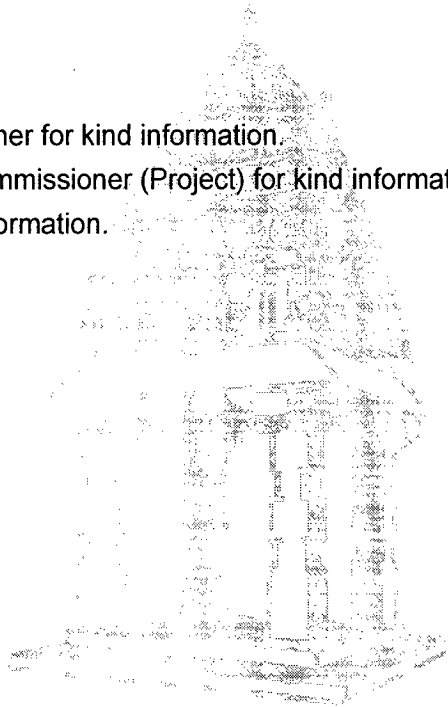 ner for kind information.
mmissioner (Project) for kind informat
ormation.